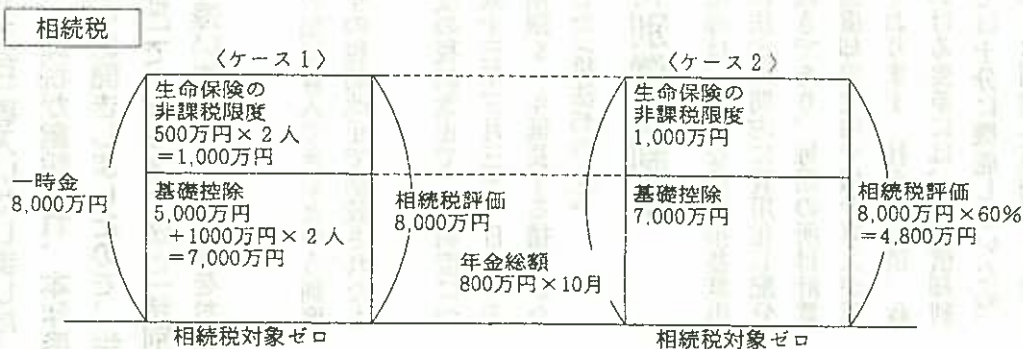 相続税
〈ケース1〉
生命保険の
非課税限度
500万円×2人
=1,000万円
一時金
8,000万円
基礎控除
5,000万円
+1000万円×2人
=7,000万円
相続税評価
8,000万円
相続税対象ゼロ
〈ケース2〉
生命保険の
非課税限度
1,000万円
年金総額
800万円×10月
基礎控除
7,000万円
相続税評価
8,000万円×60%
=4,800万円
相続税対象ゼロ